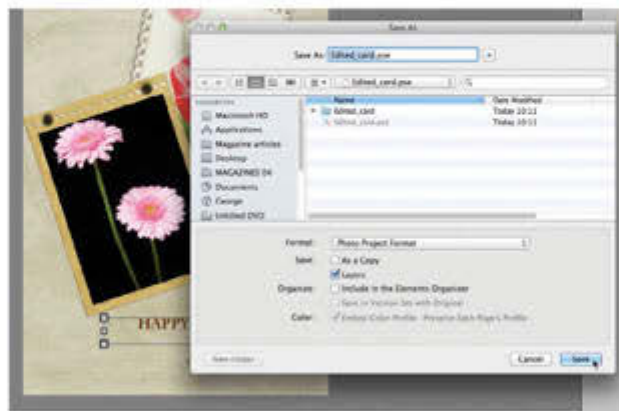 Save As
Save As: Edited_card.pse
Edited_card.pse
Name
Date Modified
Edited_card
Today 10:11
Today 10:11
Macintosh HD
Applications
Magazine articles
Desktop
MAGAZINES 04
Documents
George
Untitled DVD
Format: Photo Project Format
Save: As a Copy
Layers
Organize: Include in the Elements Organizer
Save in Version Set with Original
Color: Embed Color Profile: Preserve Each Page's Profile
New Folder
Cancel
Save
HAPPY